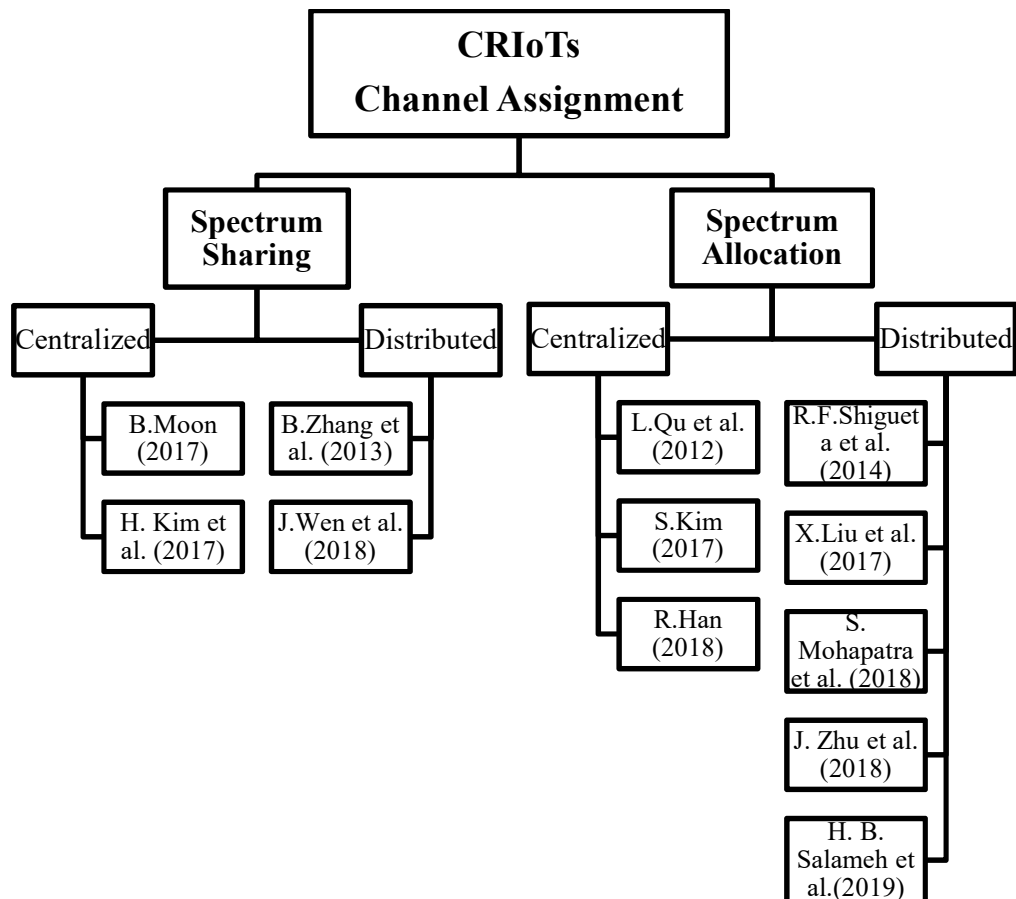 CRIoTs
Channel Assignment
Spectrum
Sharing
Spectrum
Allocation
Centralized
Distributed
Centralized
Distributed
B.Moon
(2017)
H. Kim et
al. (2017)
B.Zhang et
al. (2013)
J.Wen et al.
(2018)
L.Qu et al.
(2012)
S.Kim
(2017)
R.Han
(2018)
R.F.Shiguet
a et al.
(2014)
X.Liu et al.
(2017)
S.
Mohapatra
et al. (2018)
J. Zhu et al.
(2018)
H. B.
Salameh et
al.(2019)